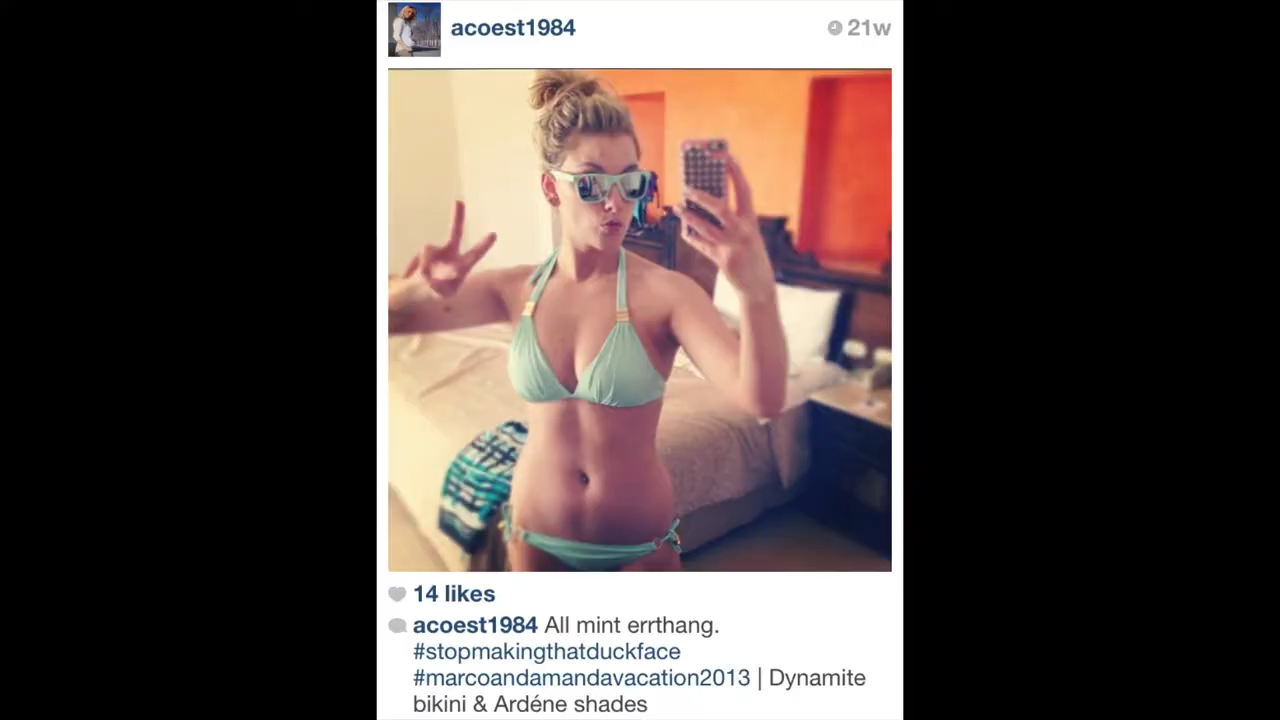 acoest1984 21w
14 likes
acoest1984 All mint errthang.
#stopmakingthatduckface
#marcoandamandavacation2013 | Dynamite
bikini & Ardéne shades